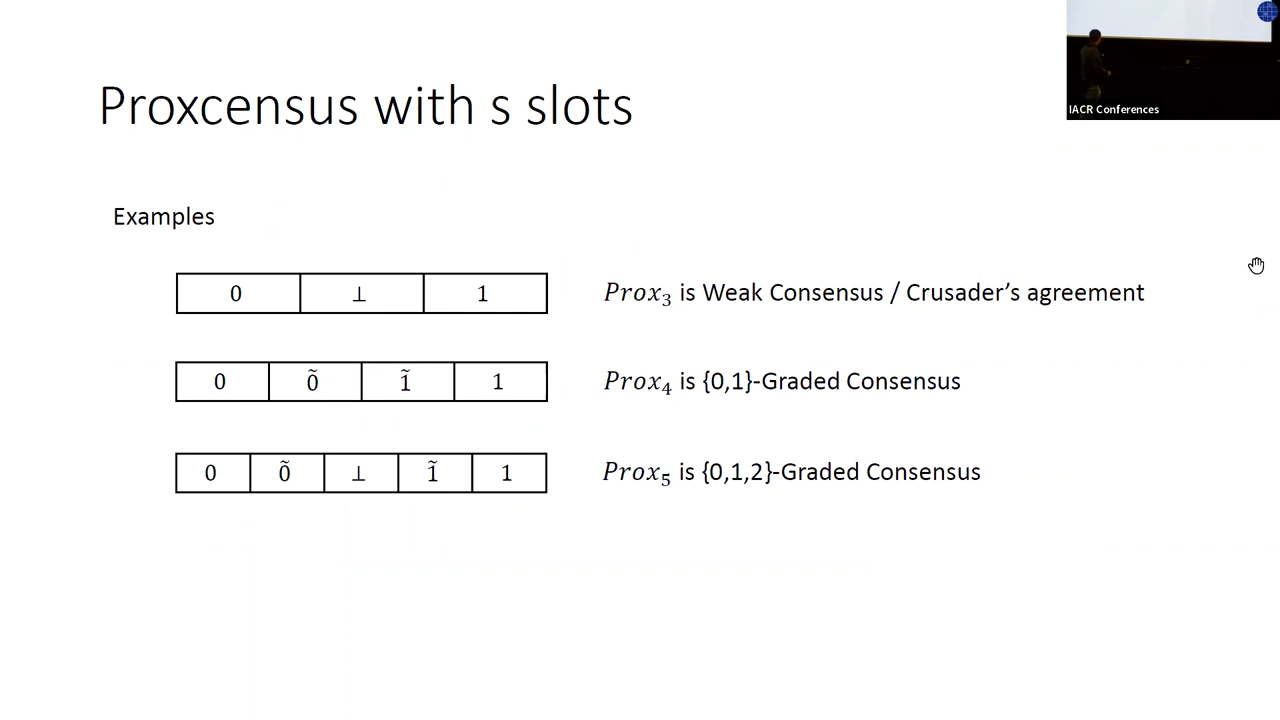 IACR Conferences
Proxcensus with s slots
Examples
0 ⊥ 1 𝑃𝑟𝑜𝑥₃ is Weak Consensus / Crusader’s agreement
0 0̃ 1̃ 1 𝑃𝑟𝑜𝑥₄ is {0,1}-Graded Consensus
0 0̃ ⊥ 1̃ 1 𝑃𝑟𝑜𝑥₅ is {0,1,2}-Graded Consensus